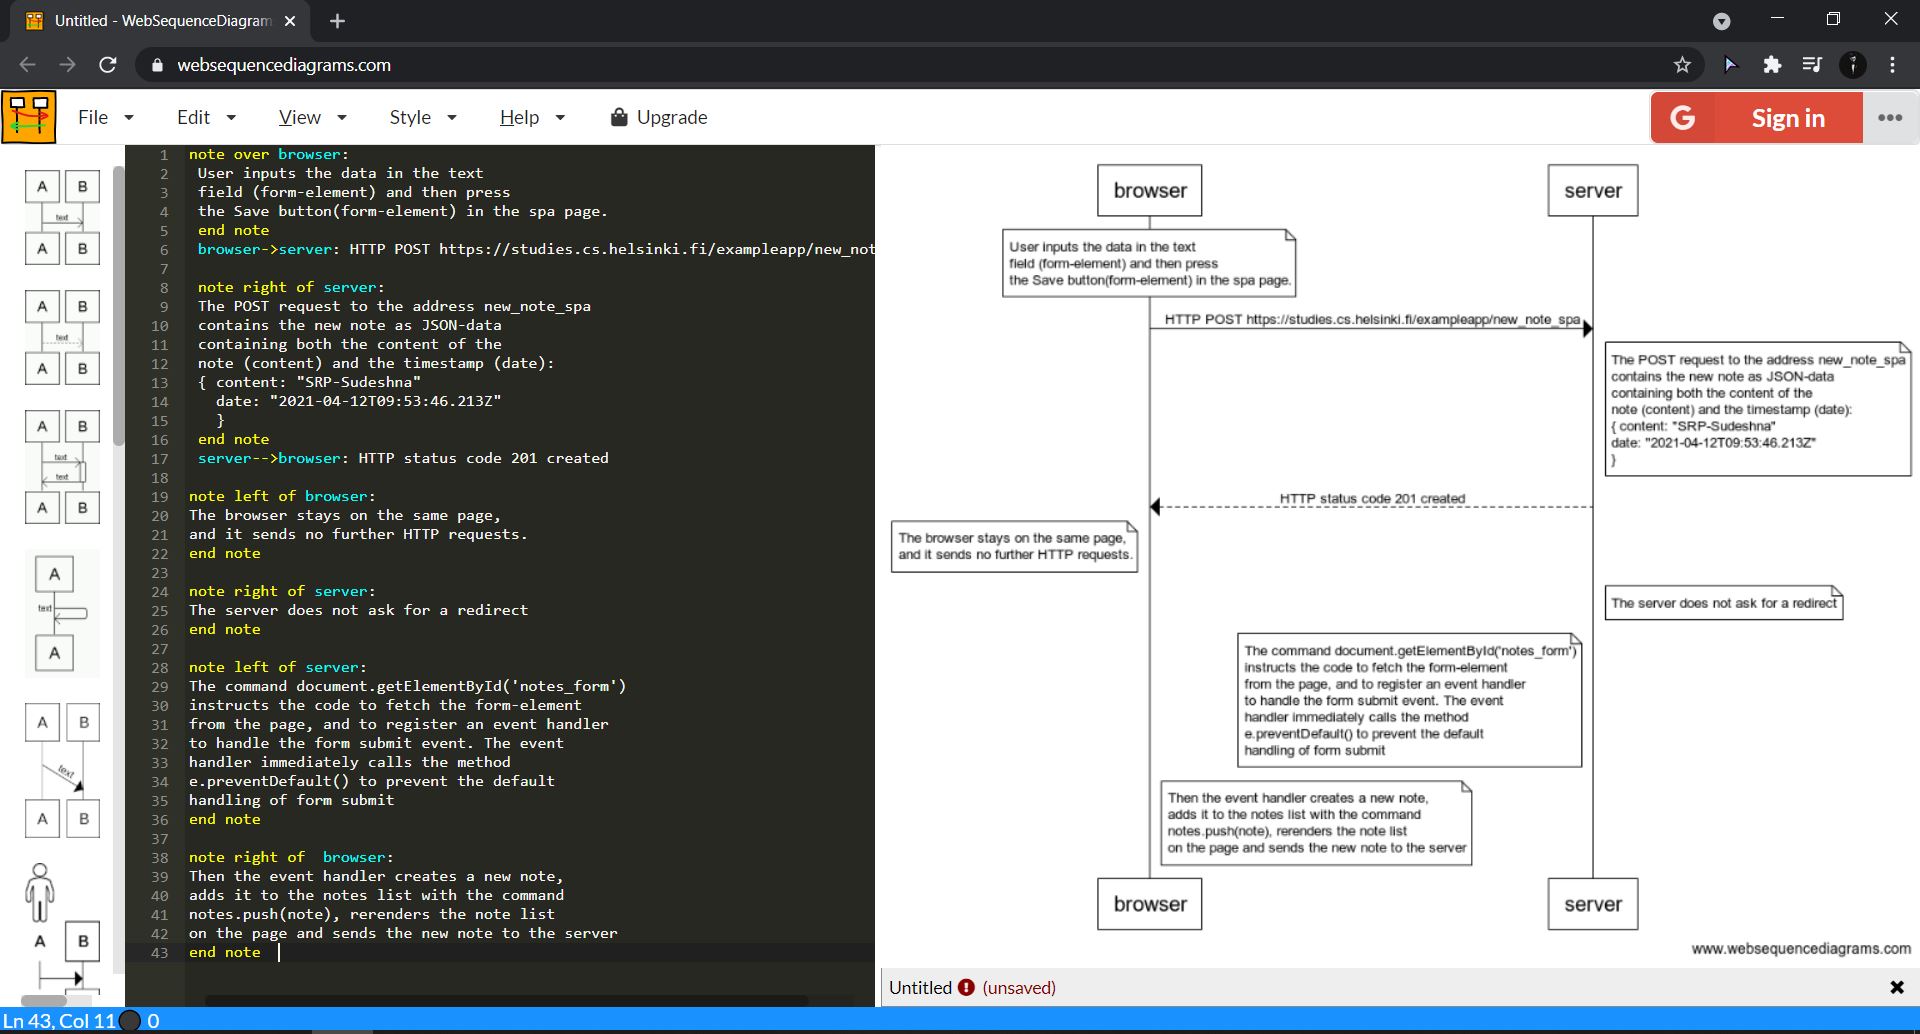 Untitled - WebSequenceDiagram
websequencediagrams.com
File
Edit
View
Style
Help
Upgrade
G
Sign in
A B
text
A B
A B
text
A B
A B
text
text
A B
A
text
A
A B
text
A B
A B
1 note over browser:
2 User inputs the data in the text
3 field (form-element) and then press
4 the Save button(form-element) in the spa page.
5 end note
6 browser->server: HTTP POST https://studies.cs.helsinki.fi/exampleapp/new_not
7
8 note right of server:
9 The POST request to the address new_note_spa
10 contains the new note as JSON-data
11 containing both the content of the
12 note (content) and the timestamp (date):
13 { content: "SRP-Sudeshna"
14 date: "2021-04-12T09:53:46.213Z"
15 }
16 end note
17 server-->browser: HTTP status code 201 created
18
19 note left of browser:
20 The browser stays on the same page,
21 and it sends no further HTTP requests.
22 end note
23
24 note right of server:
25 The server does not ask for a redirect
26 end note
27
28 note left of server:
29 The command document.getElementById('notes_form')
30 instructs the code to fetch the form-element
31 from the page, and to register an event handler
32 to handle the form submit event. The event
33 handler immediately calls the method
34 e.preventDefault() to prevent the default
35 handling of form submit
36 end note
37
38 note right of  browser:
39 Then the event handler creates a new note,
40 adds it to the notes list with the command
41 notes.push(note), rerenders the note list
42 on the page and sends the new note to the server
43 end note
browser
server
User inputs the data in the text
field (form-element) and then press
the Save button(form-element) in the spa page.
HTTP POST https://studies.cs.helsinki.fi/exampleapp/new_note_spa
The POST request to the address new_note_spa
contains the new note as JSON-data
containing both the content of the
note (content) and the timestamp (date):
{ content: "SRP-Sudeshna"
date: "2021-04-12T09:53:46.213Z"
}
HTTP status code 201 created
The browser stays on the same page,
and it sends no further HTTP requests.
The server does not ask for a redirect
The command document.getElementById('notes_form')
instructs the code to fetch the form-element
from the page, and to register an event handler
to handle the form submit event. The event
handler immediately calls the method
e.preventDefault() to prevent the default
handling of form submit
Then the event handler creates a new note,
adds it to the notes list with the command
notes.push(note), rerenders the note list
on the page and sends the new note to the server
browser
server
www.websequencediagrams.com
Untitled ! (unsaved)
Ln 43, Col 11 0